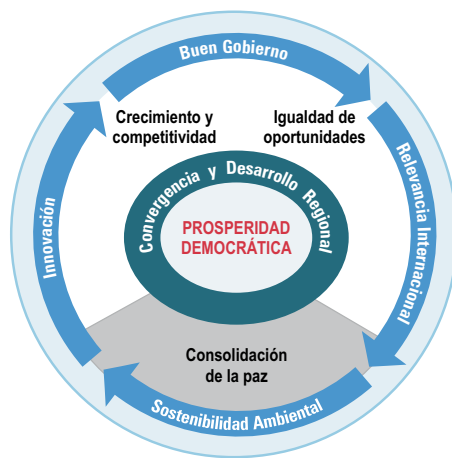 Buen Gobierno
Crecimiento y
competitividad
Igualdad de
oportunidades
Relevancia Internacional
Innovación
Convergencia y Desarrollo Regional
PROSPERIDAD
DEMOCRÁTICA
Consolidación
de la paz
Sostenibilidad Ambiental